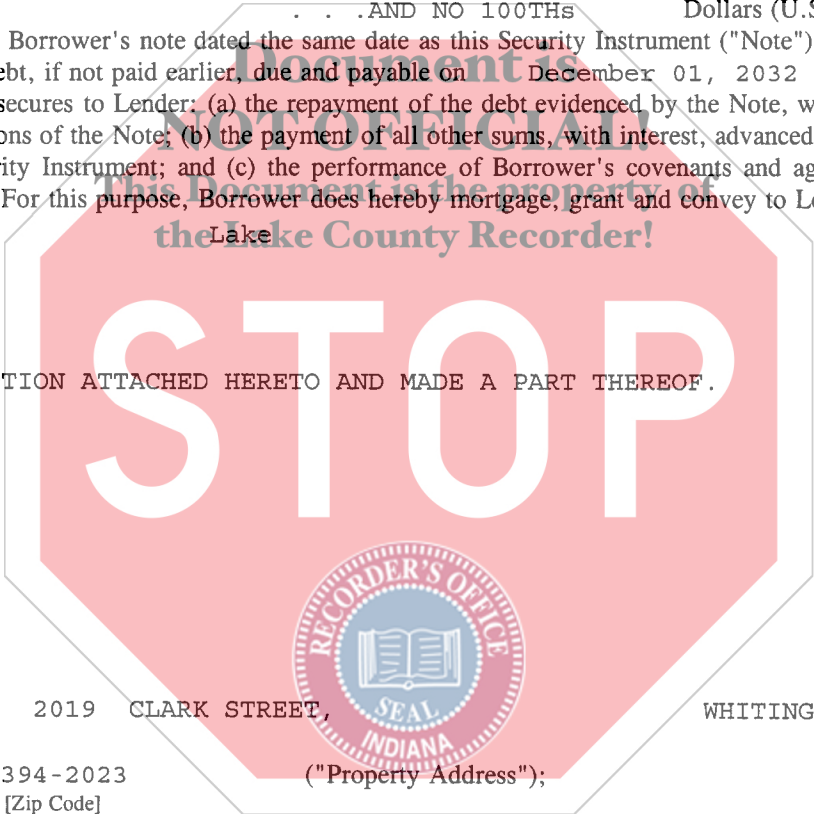 . . .AND NO 100THs Dollars (U.S
Borrower's note dated the same date as this Security Instrument ("Note")
ebt, if not paid earlier, due and payable on December 01, 2032
secures to Lender: (a) the repayment of the debt evidenced by the Note, w
ons of the Note; (b) the payment of all other sums, with interest, advanced
rity Instrument; and (c) the performance of Borrower's covenants and ag
For this purpose, Borrower does hereby mortgage, grant and convey to Le
Lake
Document is
NOT OFFICIAL!
This Document is the property of
the Lake County Recorder!
TION ATTACHED HERETO AND MADE A PART THEREOF.
STOP
RECORDER'S OFFICE
SEAL
INDIANA
2019 CLARK STREET, WHITING
394-2023 ("Property Address");
[Zip Code]